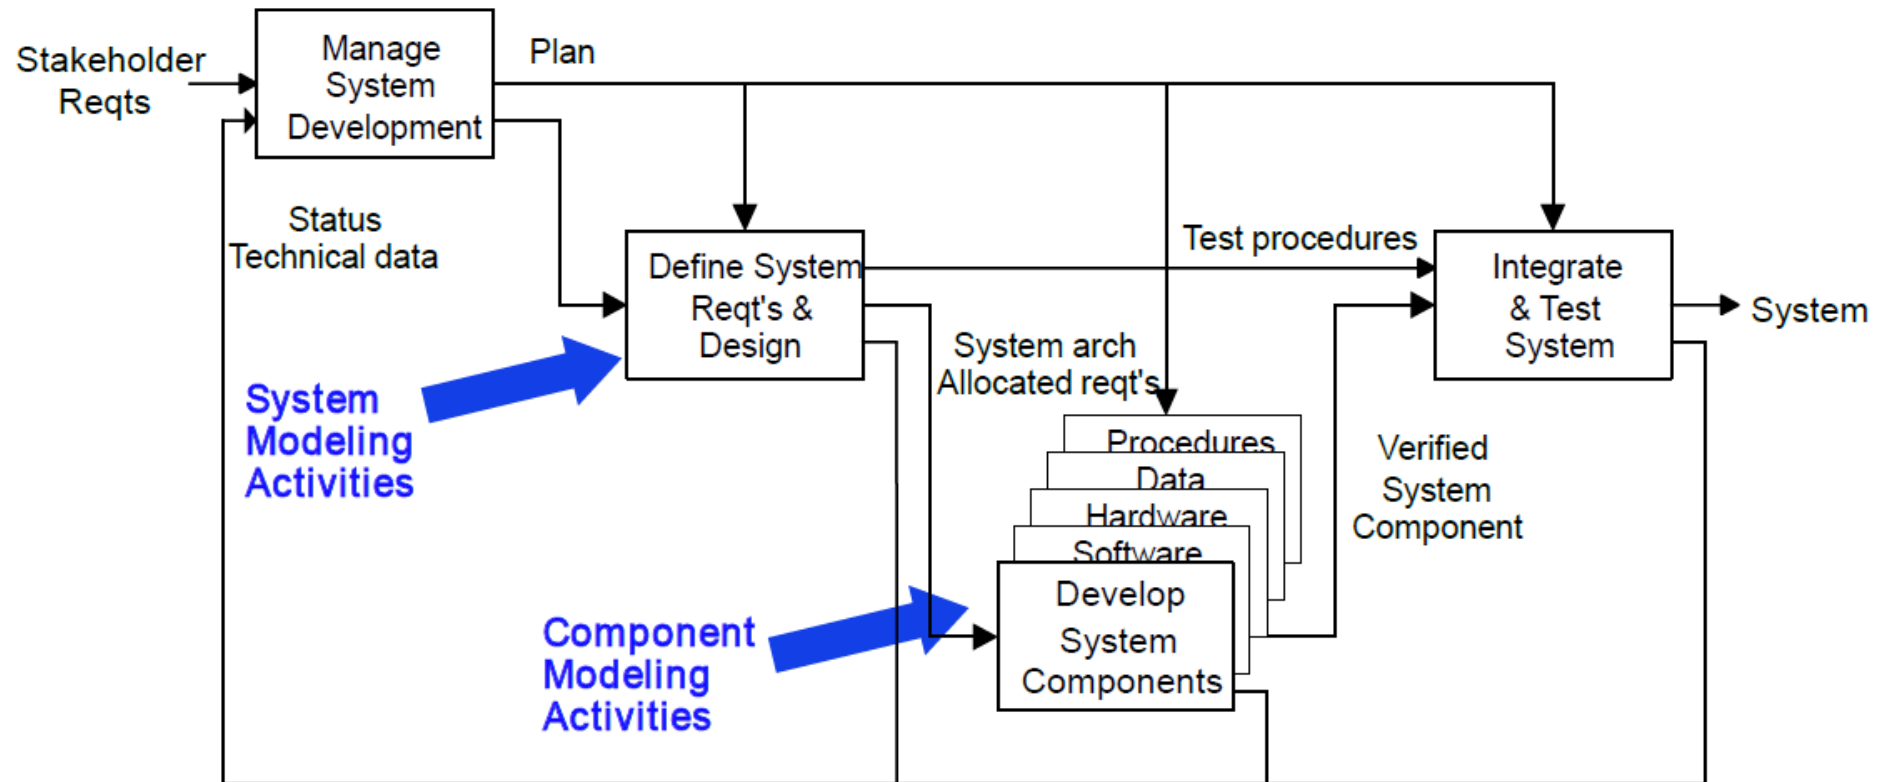 Stakeholder
Reqts
Manage
System
Development
Plan
Status
Technical data
Define System
Reqt's &
Design
Test procedures
Integrate
& Test
System
System
System arch
Allocated reqt's
System
Modeling
Activities
Procedures
Data
Hardware
Software
Develop
System
Components
Verified
System
Component
Component
Modeling
Activities